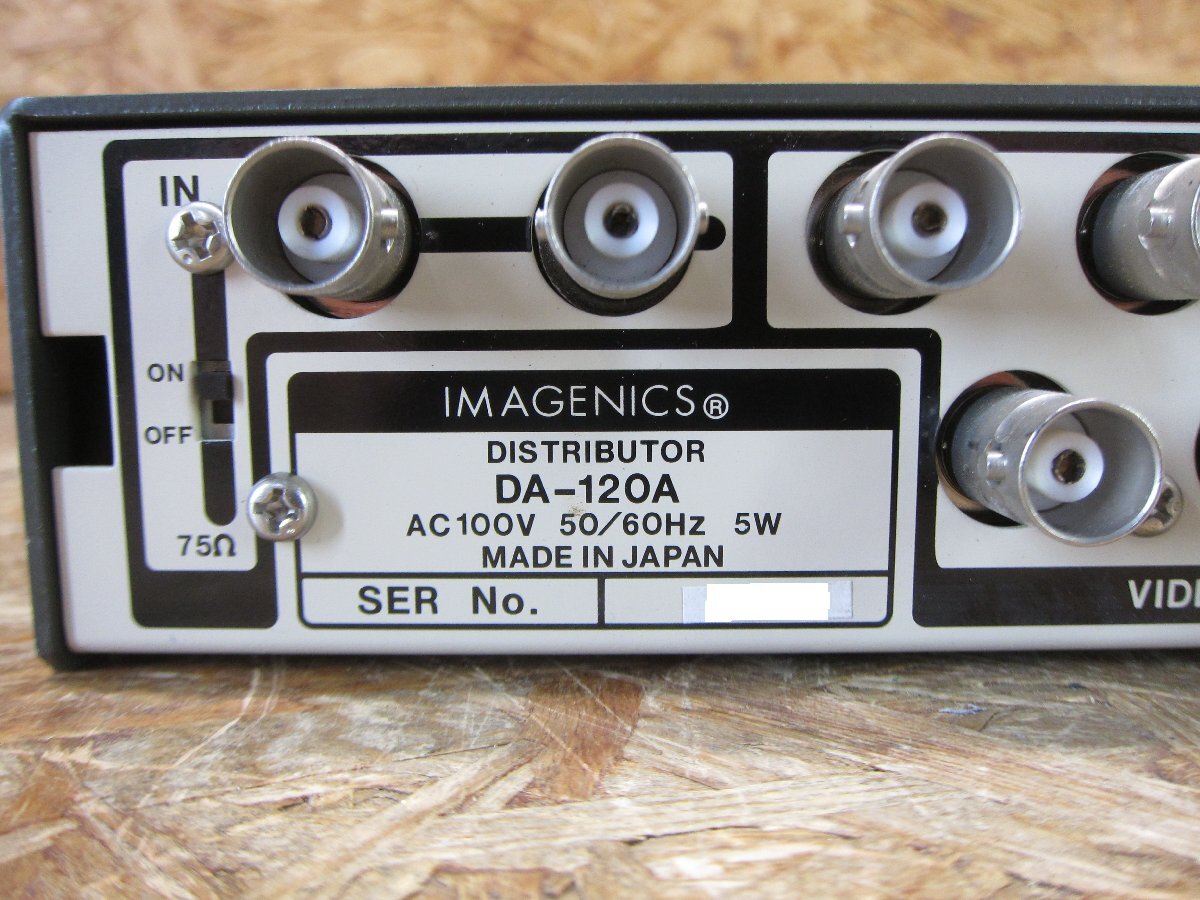 IN
ON
OFF
75Ω
IMAGENICS®
DISTRIBUTOR
DA-120A
AC100V 50/60Hz 5W
MADE IN JAPAN
SER No.